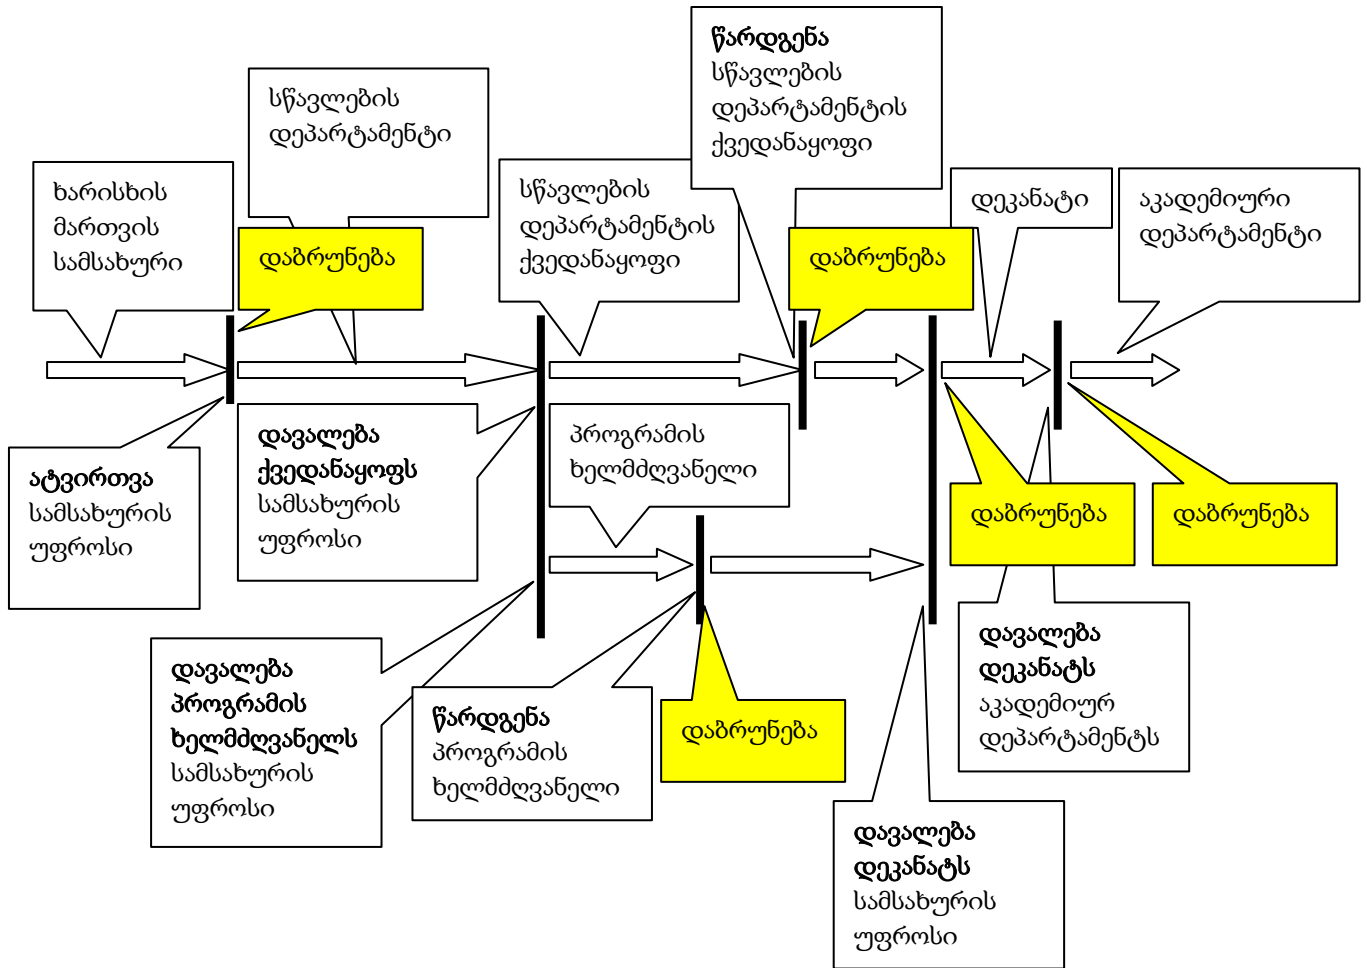 წარდგენა
სწავლების
დეპარტამენტის
ქვედანაყოფი
სწავლების
დეპარტამენტი
ხარისხის
მართვის
სამსახური
დაბრუნება
სწავლების
დეპარტამენტის
ქვედანაყოფი
დაბრუნება
დეკანატი
აკადემიური
დეპარტამენტი
ატვირთვა
სამსახურის
უფროსი
დავალება
ქვედანაყოფს
სამსახურის
უფროსი
პროგრამის
ხელმძღვანელი
დაბრუნება
დაბრუნება
დავალება
პროგრამის
ხელმძღვანელს
სამსახურის
უფროსი
წარდგენა
პროგრამის
ხელმძღვანელი
დაბრუნება
დავალება
დეკანატს
აკადემიურ
დეპარტამენტს
დავალება
დეკანატს
სამსახურის
უფროსი